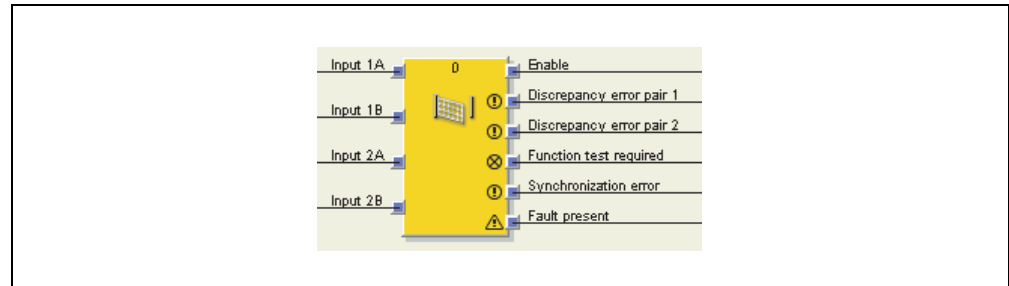 Input 1A
0
Enable
Discrepancy error pair 1
Input 1B
Discrepancy error pair 2
Input 2A
Function test required
Synchronization error
Input 2B
Fault present